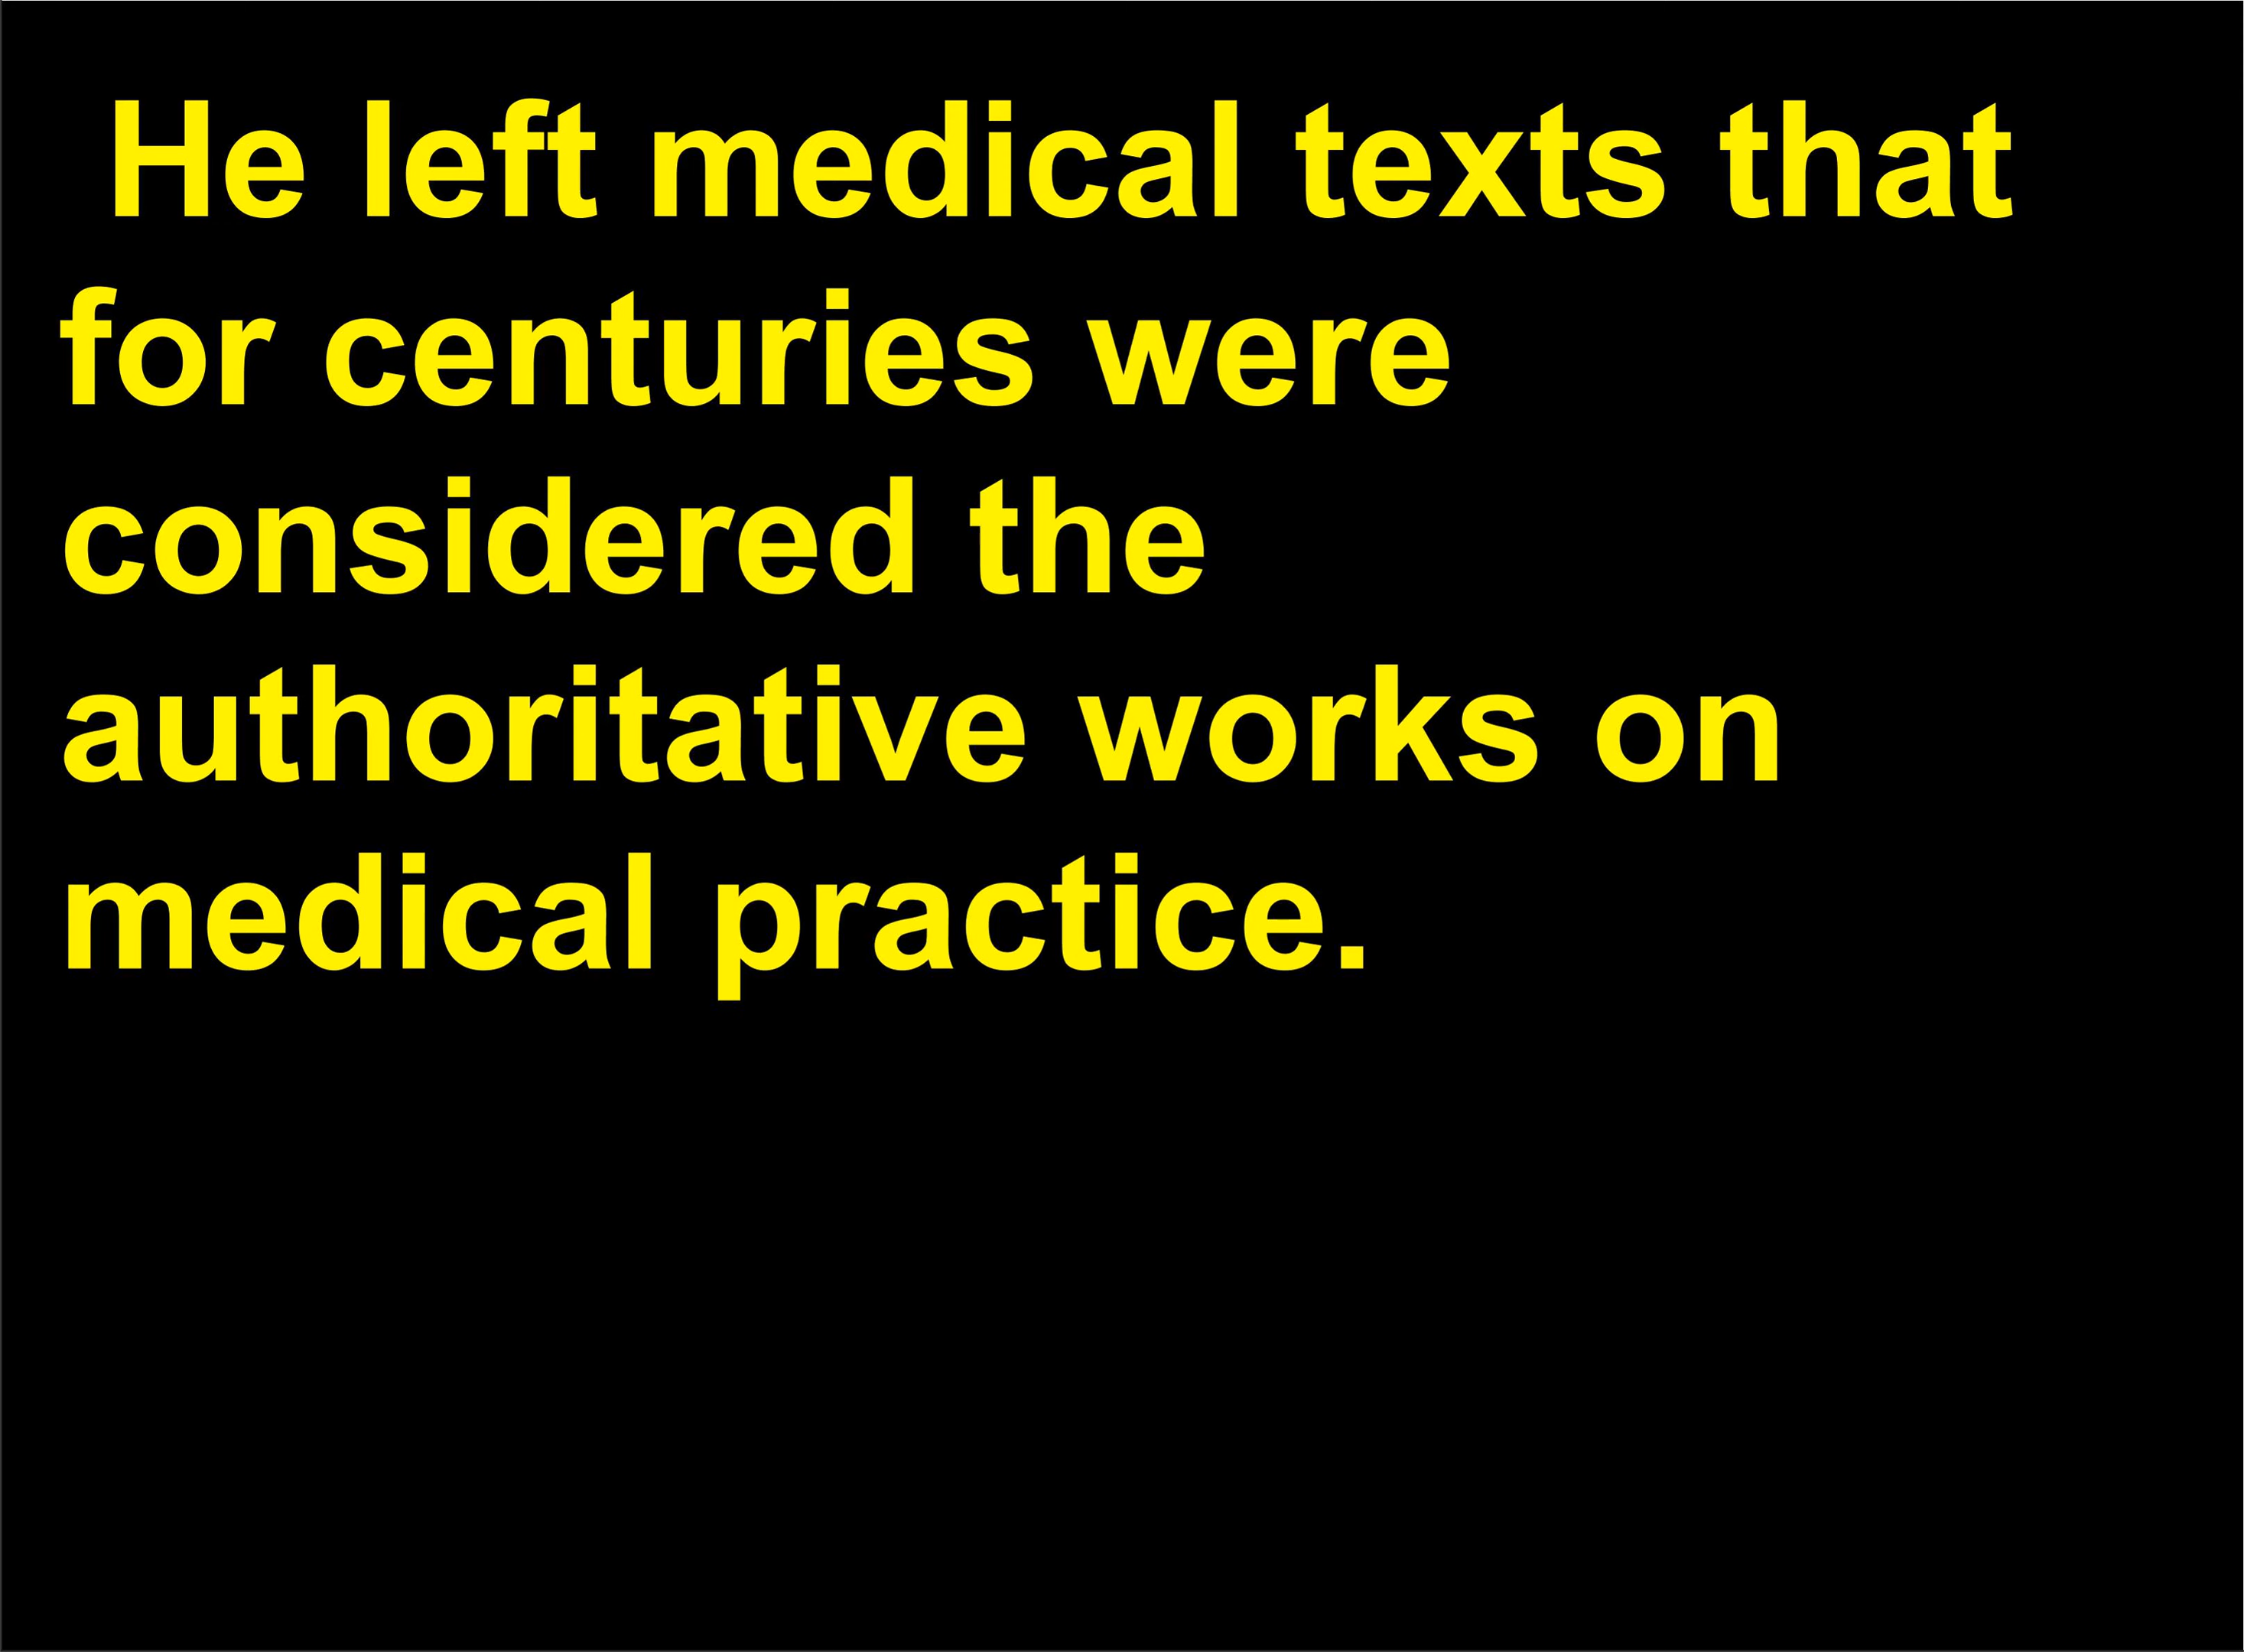 He left medical texts that
for centuries were
considered the
authoritative works on
medical practice.